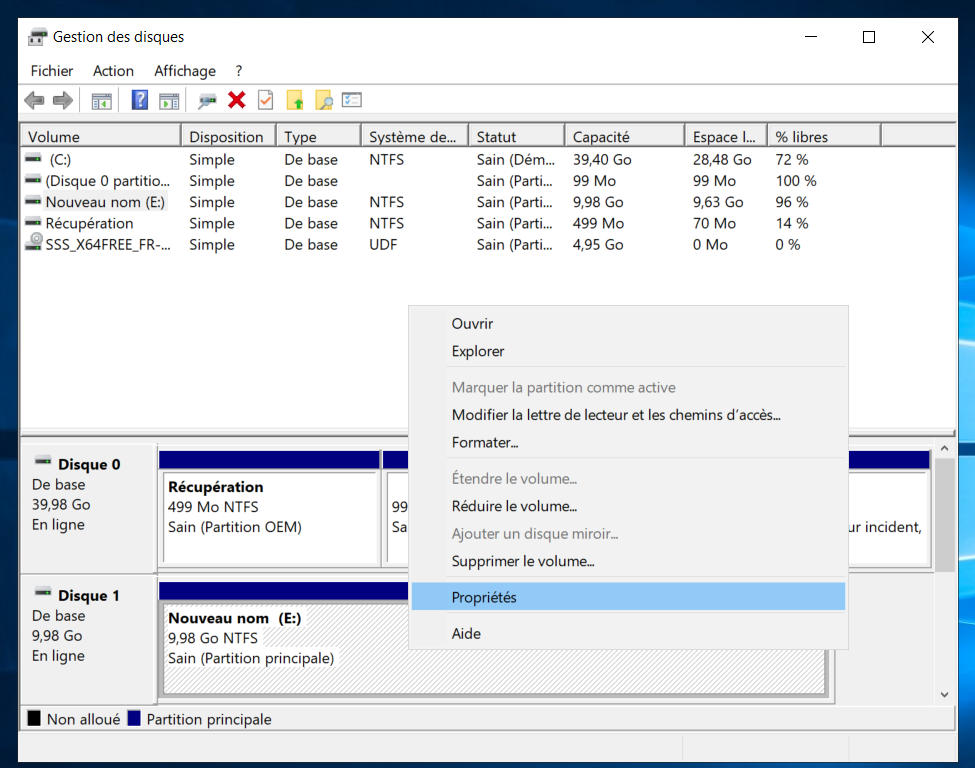 Gestion des disques
Fichier Action Affichage ?
Volume Disposition Type Système de... Statut Capacité Espace l... % libres
(C:) Simple De base NTFS Sain (Dém... 39,40 Go 28,48 Go 72 %
(Disque 0 partitio... Simple De base Sain (Parti... 99 Mo 99 Mo 100 %
Nouveau nom (E:) Simple De base NTFS Sain (Parti... 9,98 Go 9,63 Go 96 %
Récupération Simple De base NTFS Sain (Parti... 499 Mo 70 Mo 14 %
SSS_X64FREE_FR-... Simple De base UDF Sain (Parti... 4,95 Go 0 Mo 0 %
Ouvrir
Explorer
Marquer la partition comme active
Modifier la lettre de lecteur et les chemins d’accès...
Formater...
Étendre le volume...
Réduire le volume...
Ajouter un disque miroir...
Supprimer le volume...
Propriétés
Aide
Disque 0
De base
39,98 Go
En ligne
Récupération
499 Mo NTFS
Sain (Partition OEM)
99
Sa
ur incident,
Disque 1
De base
9,98 Go
En ligne
Nouveau nom (E:)
9,98 Go NTFS
Sain (Partition principale)
Non alloué Partition principale